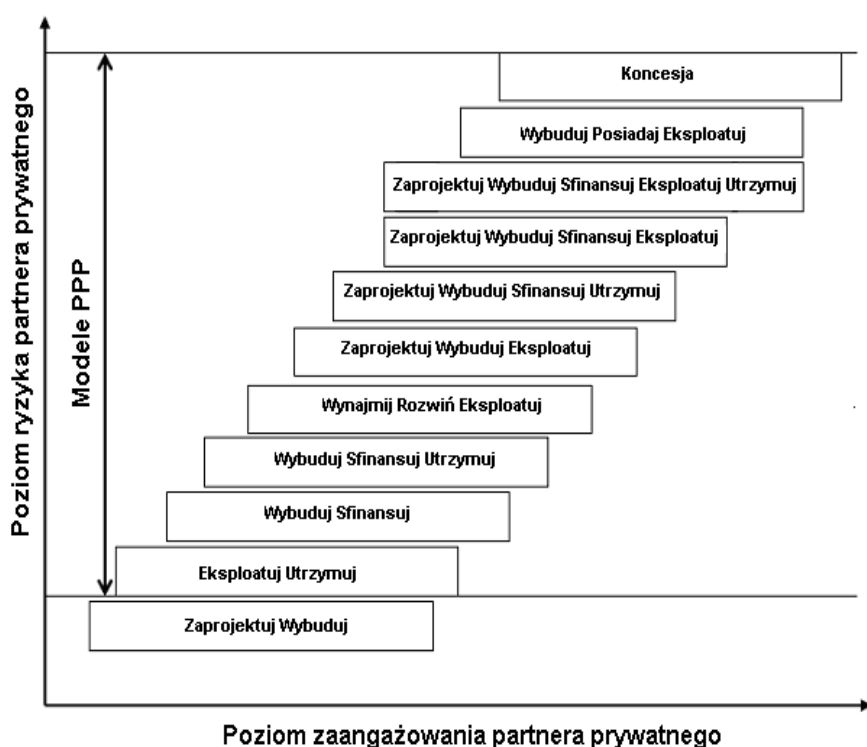 Koncesja
Wybuduj Posiadaj Eksploatuj
Zaprojektuj Wybuduj Sfinansuj Eksploatuj Utrzymuj
Zaprojektuj Wybuduj Sfinansuj Eksploatuj
Zaprojektuj Wybuduj Sfinansuj Utrzymuj
Zaprojektuj Wybuduj Eksploatuj
Wynajmij Rozwiń Eksploatuj
Wybuduj Sfinansuj Utrzymuj
Wybuduj Sfinansuj
Eksploatuj Utrzymuj
Zaprojektuj Wybuduj
Modele PPP
Poziom ryzyka partnera prywatnego
Poziom zaangażowania partnera prywatnego